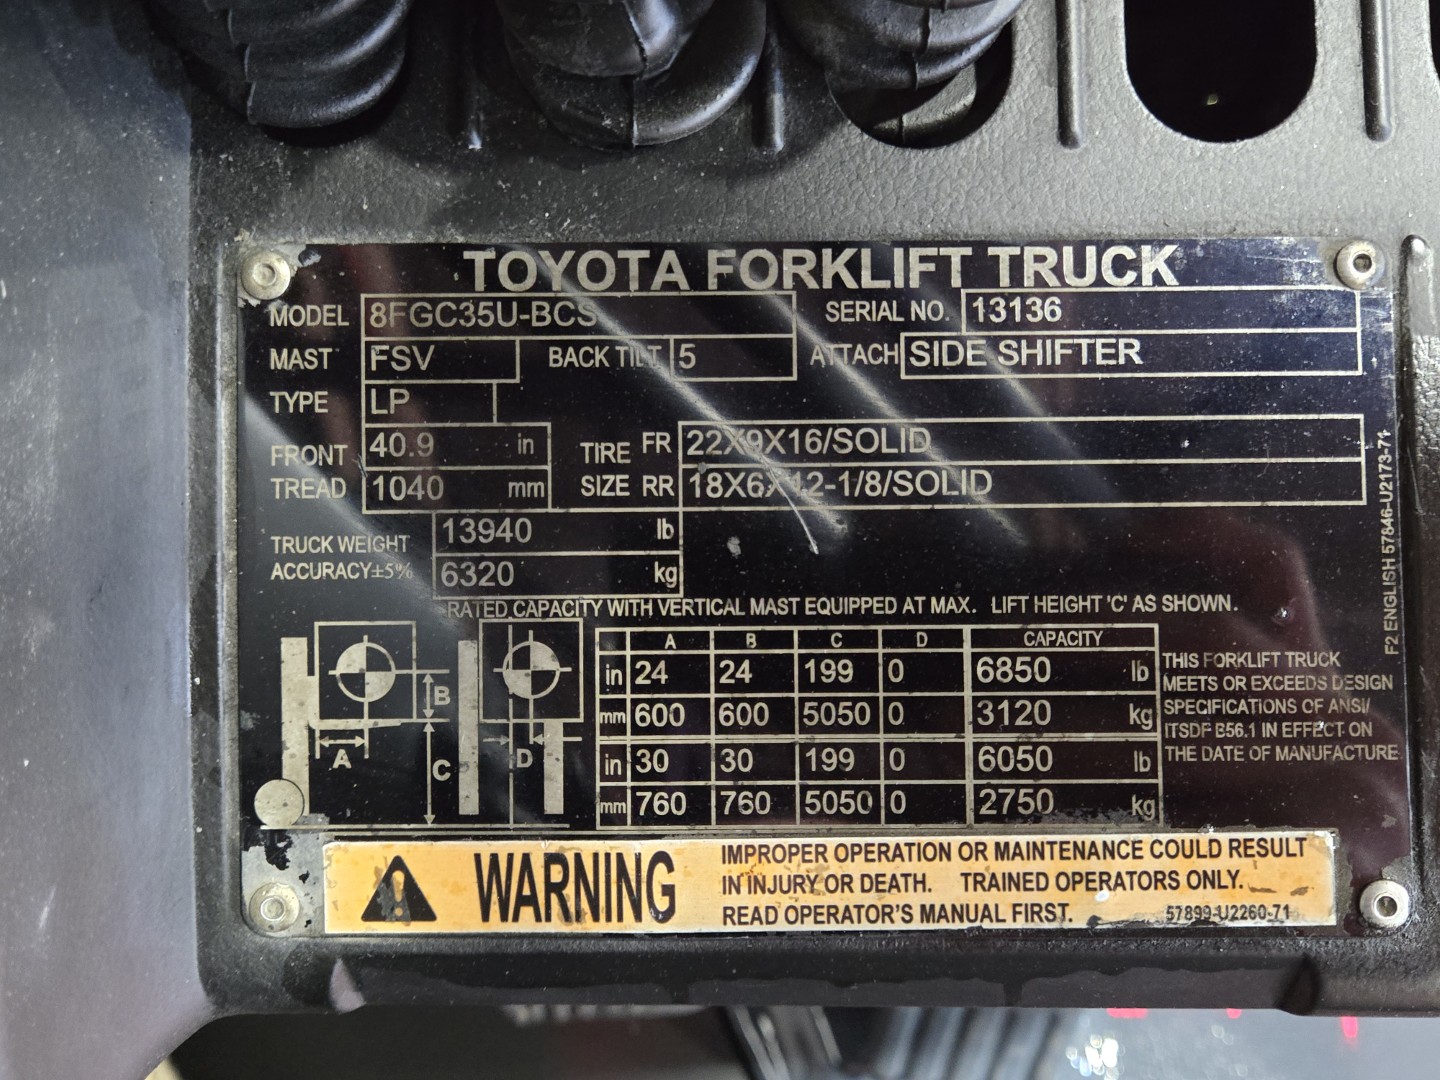 TOYOTA FORKLIFT TRUCK
MODEL 8FGC35U-BCS SERIAL NO. 13136
MAST FSV BACK TILT 5 ATTACH SIDE SHIFTER
TYPE LP
FRONT TREAD 40.9 in TIRE SIZE FR 22X9X16/SOLID
1040 mm RR 18X6X12-1/8/SOLID
TRUCK WEIGHT 13940 lb
ACCURACY±5% 6320 kg
RATED CAPACITY WITH VERTICAL MAST EQUIPPED AT MAX. LIFT HEIGHT 'C' AS SHOWN.
A B C D CAPACITY
in 24 24 199 0 6850 lb
mm 600 600 5050 0 3120 kg
in 30 30 199 0 6050 lb
mm 760 760 5050 0 2750 kg
A
B
C
D
THIS FORKLIFT TRUCK
MEETS OR EXCEEDS DESIGN
SPECIFICATIONS OF ANSI/
ITSDF B56.1 IN EFFECT ON
THE DATE OF MANUFACTURE
F2 ENGLISH 57846-U2173-71
WARNING
IMPROPER OPERATION OR MAINTENANCE COULD RESULT
IN INJURY OR DEATH. TRAINED OPERATORS ONLY.
READ OPERATOR'S MANUAL FIRST. 57899-U2260-71